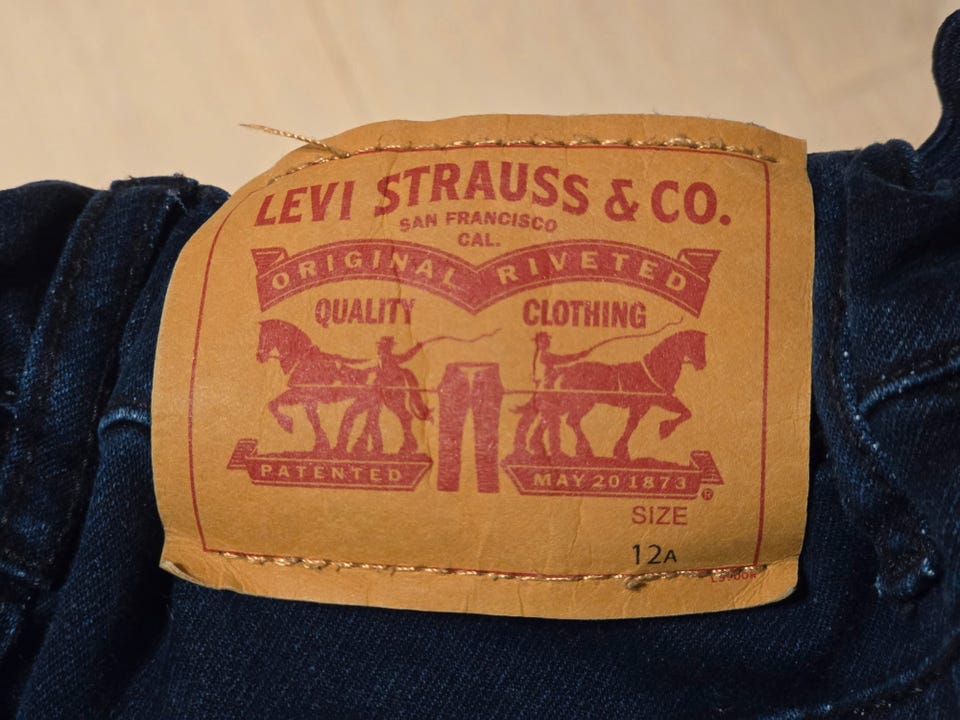 LEVI STRAUSS & CO.
SAN FRANCISCO
CAL.
ORIGINAL RIVETED
QUALITY CLOTHING
PATENTED MAY 20 1873 ®
SIZE
12A